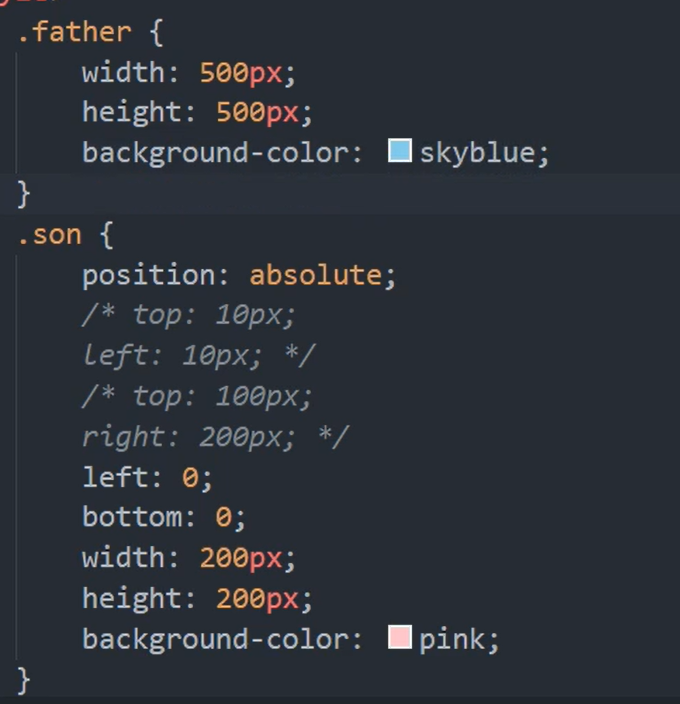 .father {
    width: 500px;
    height: 500px;
    background-color: skyblue;
}
.son {
    position: absolute;
    /* top: 10px;
    left: 10px; */
    /* top: 100px;
    right: 200px; */
    left: 0;
    bottom: 0;
    width: 200px;
    height: 200px;
    background-color: pink;
}